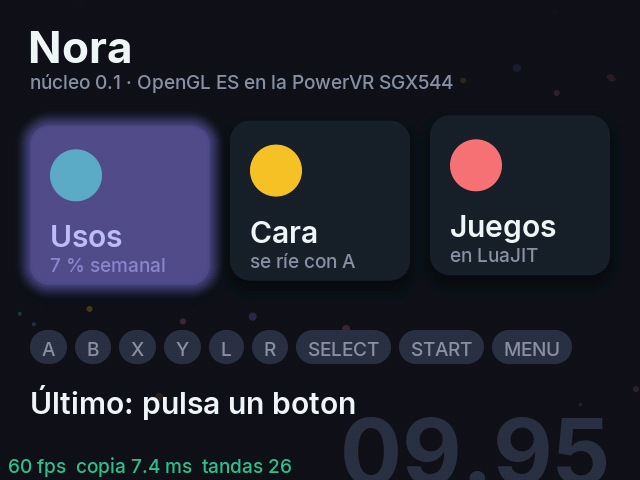 Nora
núcleo 0.1 · OpenGL ES en la PowerVR SGX544
Usos
7 % semanal
Cara
se ríe con A
Juegos
en LuaJIT
A B X Y L R SELECT START MENU
Último: pulsa un boton
09.95
60 fps copia 7.4 ms tandas 26